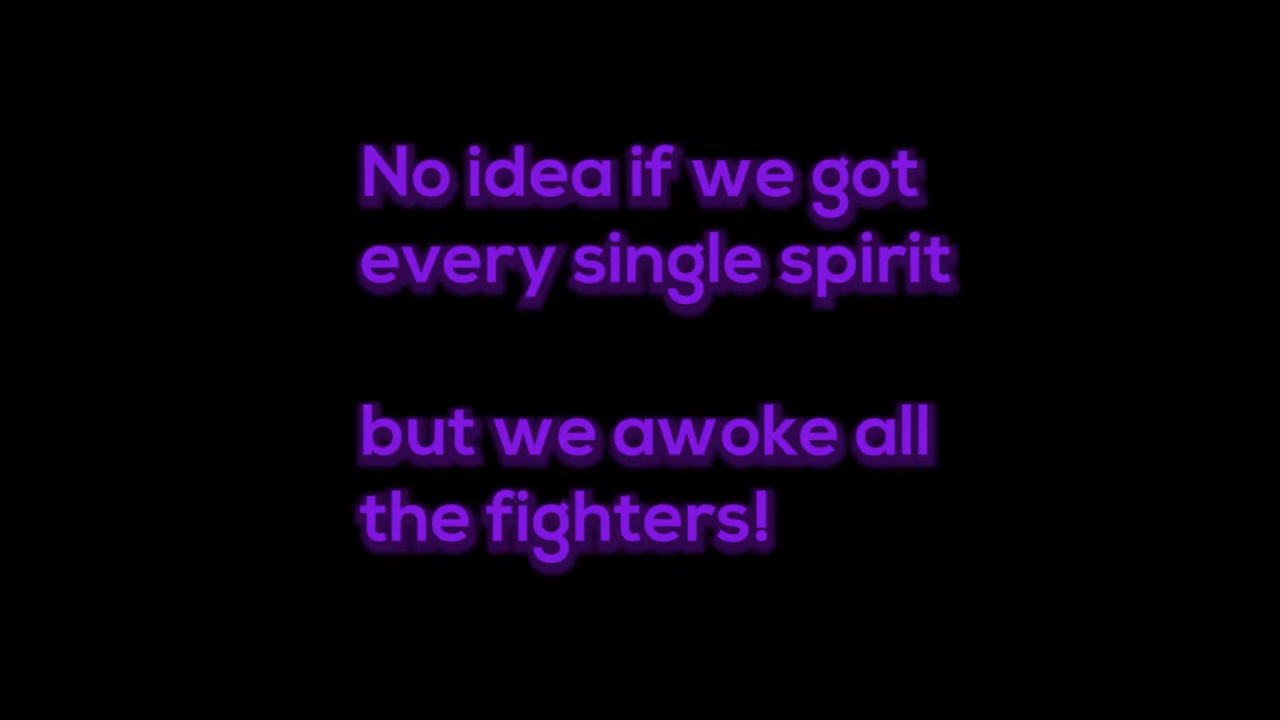 No idea if we got
every single spirit
but we awoke all
the fighters!